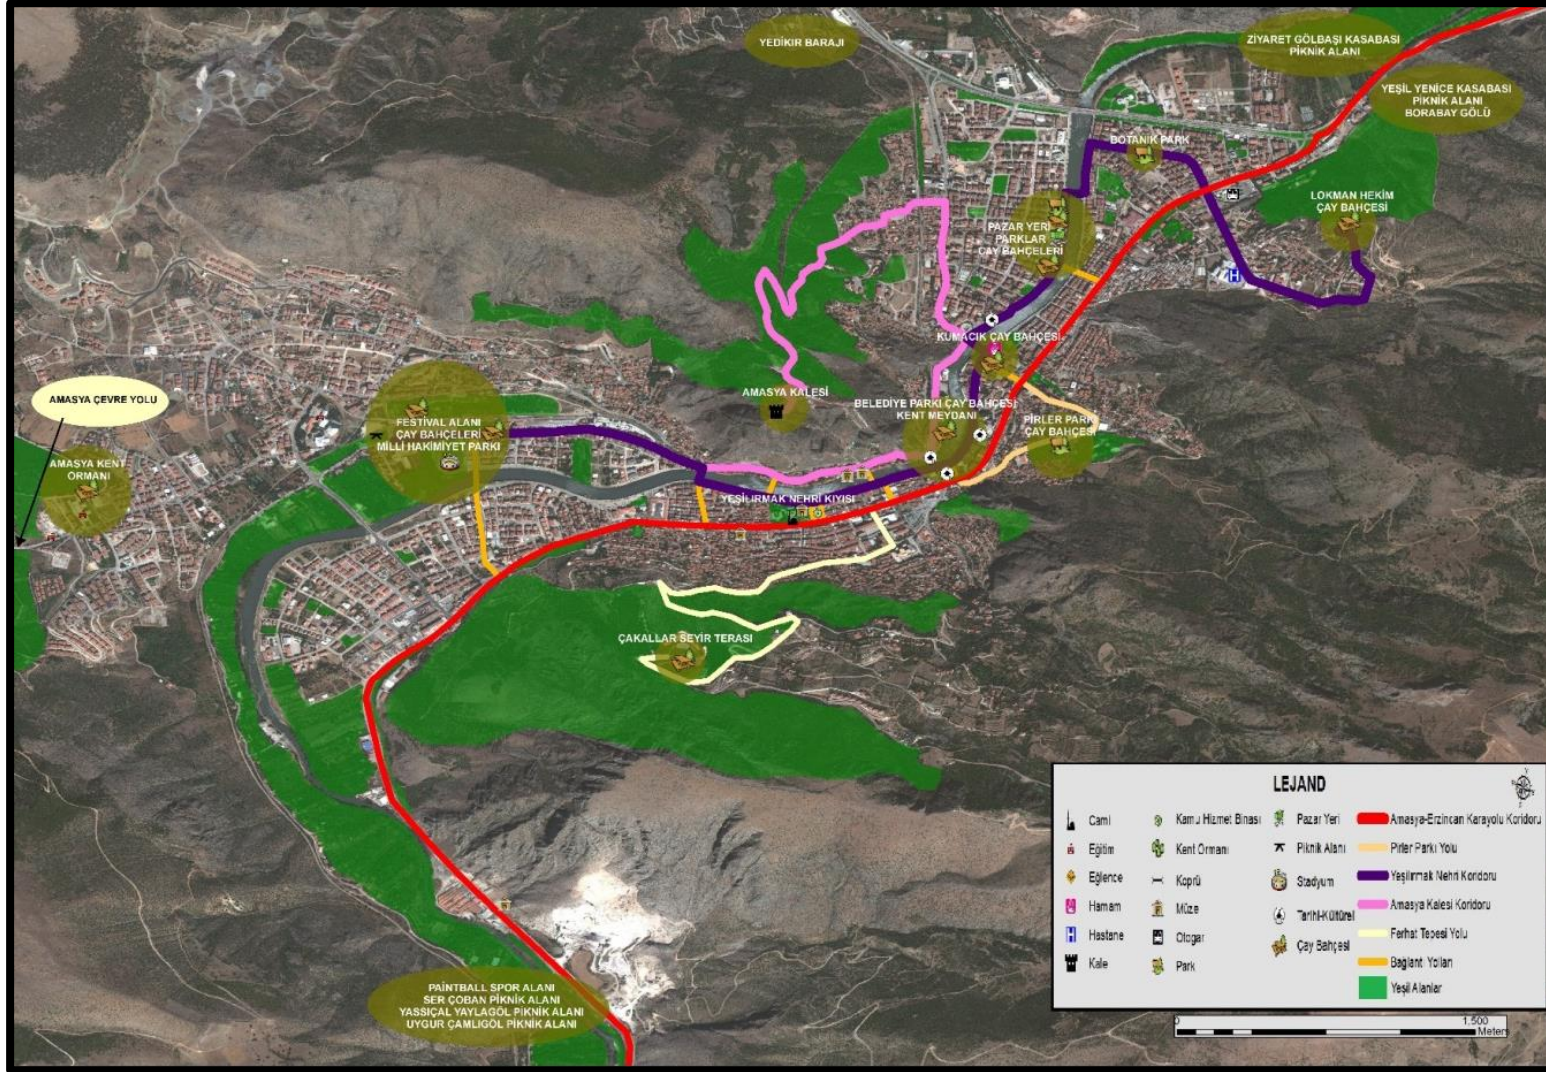 YEDİKIR BARAJI
ZİYARET GÖLBAŞI KASABASI
PİKNİK ALANI
YEŞİL YENİCE KASABASI
PİKNİK ALANI
BORABAY GÖLÜ
BOTANİK PARK
LOKMAN HEKİM
ÇAY BAHÇESİ
PAZAR YERİ
PARKLAR
ÇAY BAHÇELERİ
KUMACIK ÇAY BAHÇESİ
AMASYA ÇEVRE YOLU
AMASYA KALESİ
BELEDİYE PARKI ÇAY BAHÇESİ
KENT MEYDANI
PİRLER PARKI
ÇAY BAHÇESİ
FESTİVAL ALANI
ÇAY BAHÇELERİ
MİLLİ HAKİMİYET PARKI
AMASYA KENT
ORMANI
YEŞİLIRMAK NEHRİ KIYISI
ÇAKALLAR SEYİR TERASI
PAINTBALL SPOR ALANI
SER ÇOBAN PİKNİK ALANI
YASSIÇAL YAYLAGÖL PİKNİK ALANI
UYGUR ÇAMLIGÖL PİKNİK ALANI
LEJAND
Cami
Eğitim
Eğlence
Hamam
Hastane
Kale
Kamu Hizmet Binası
Kent Ormanı
Köprü
Müze
Otogar
Park
Pazar Yeri
Piknik Alanı
Stadyum
Tarihi-Kültürel
Çay Bahçesi
Amasya-Erzincan Karayolu Koridoru
Pirler Parkı Yolu
Yeşilırmak Nehri Koridoru
Amasya Kalesi Koridoru
Ferhat Tepesi Yolu
Bağlantı Yolları
Yeşil Alanlar
0 1.500
Meters